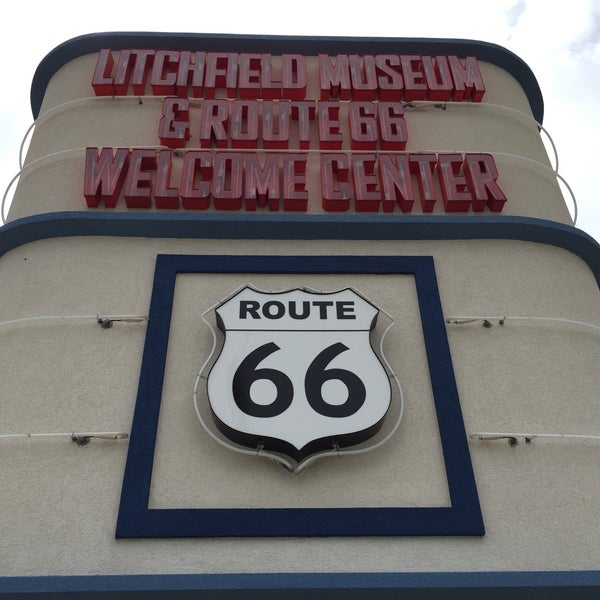 LITCHFIELD MUSEUM
& ROUTE 66
WELCOME CENTER
ROUTE
66